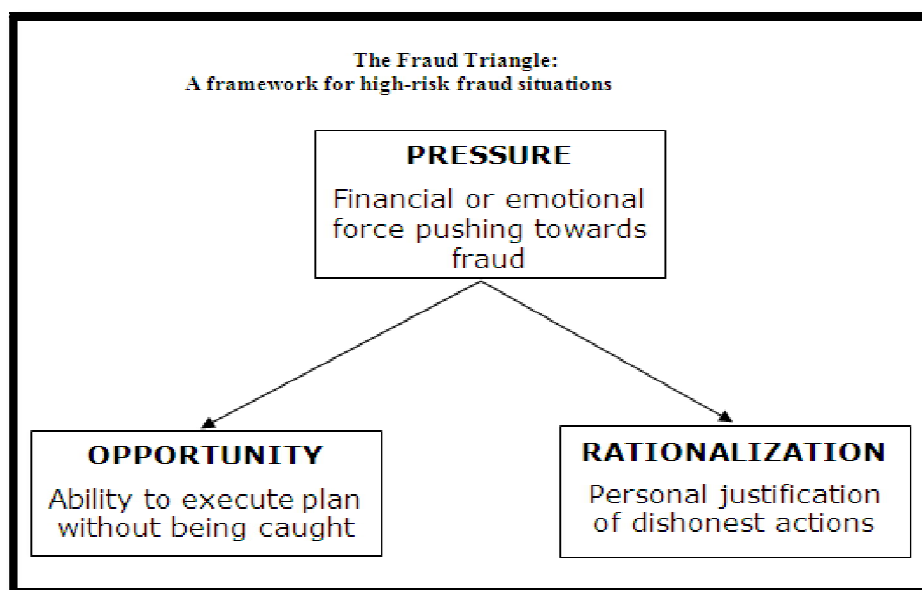 The Fraud Triangle:
A framework for high-risk fraud situations
PRESSURE
Financial or emotional
force pushing towards
fraud
OPPORTUNITY
Ability to execute plan
without being caught
RATIONALIZATION
Personal justification
of dishonest actions